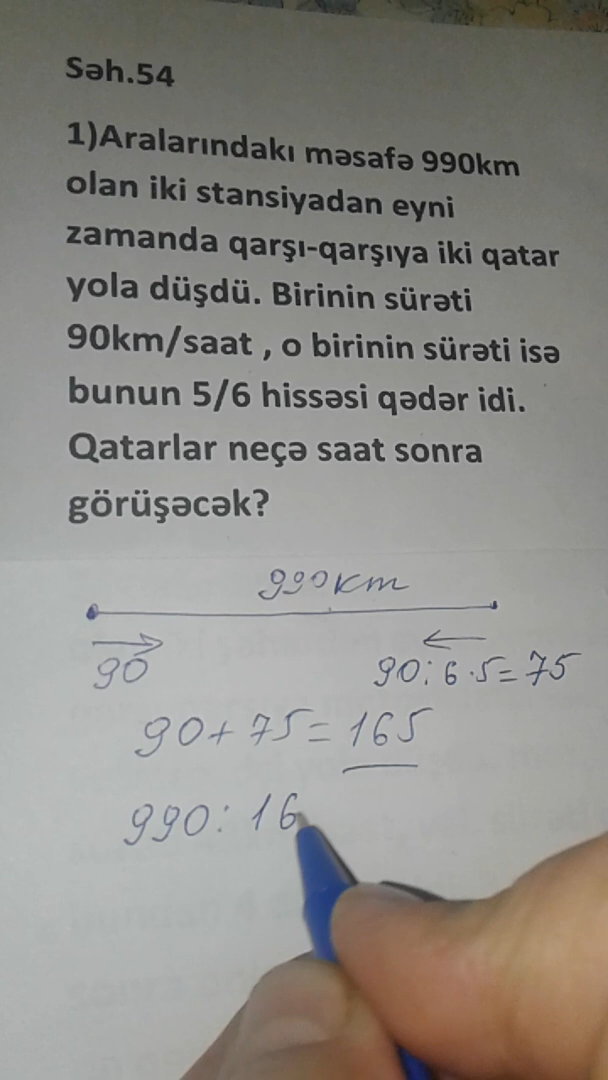 Səh.54
1)Aralarındakı məsafə 990km
olan iki stansiyadan eyni
zamanda qarşı-qarşıya iki qatar
yola düşdü. Birinin sürəti
90km/saat , o birinin sürəti isə
bunun 5/6 hissəsi qədər idi.
Qatarlar neçə saat sonra
görüşəcək?
990km
90
90:6·5=75
90+75=165
990:16